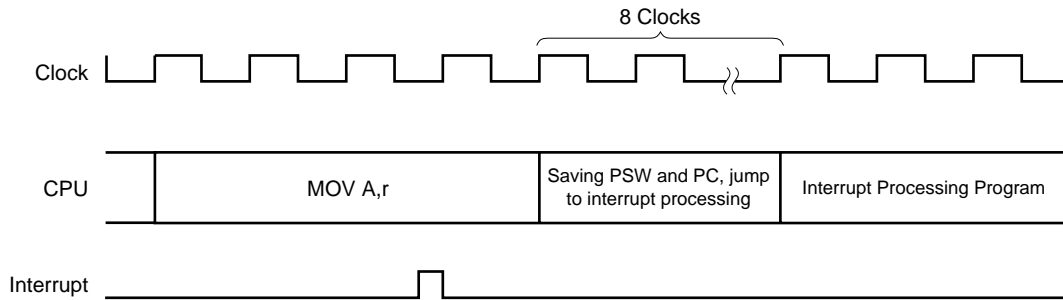 8 Clocks
Clock
CPU
MOV A,r
Saving PSW and PC, jump
to interrupt processing
Interrupt Processing Program
Interrupt